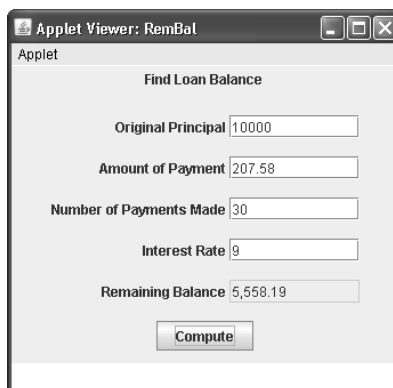 Applet Viewer: RemBal
Applet
Find Loan Balance
Original Principal 10000
Amount of Payment 207.58
Number of Payments Made 30
Interest Rate 9
Remaining Balance 5,558.19
Compute